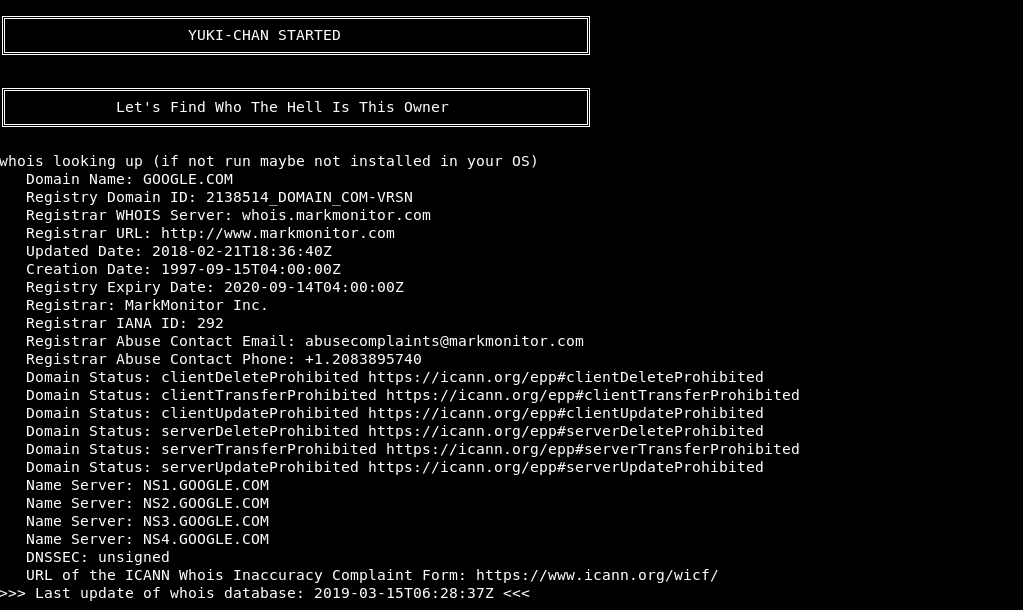 YUKI-CHAN STARTED
Let's Find Who The Hell Is This Owner
whois looking up (if not run maybe not installed in your OS)
Domain Name: GOOGLE.COM
Registry Domain ID: 2138514_DOMAIN_COM-VRSN
Registrar WHOIS Server: whois.markmonitor.com
Registrar URL: http://www.markmonitor.com
Updated Date: 2018-02-21T18:36:40Z
Creation Date: 1997-09-15T04:00:00Z
Registry Expiry Date: 2020-09-14T04:00:00Z
Registrar: MarkMonitor Inc.
Registrar IANA ID: 292
Registrar Abuse Contact Email: abusecomplaints@markmonitor.com
Registrar Abuse Contact Phone: +1.2083895740
Domain Status: clientDeleteProhibited https://icann.org/epp#clientDeleteProhibited
Domain Status: clientTransferProhibited https://icann.org/epp#clientTransferProhibited
Domain Status: clientUpdateProhibited https://icann.org/epp#clientUpdateProhibited
Domain Status: serverDeleteProhibited https://icann.org/epp#serverDeleteProhibited
Domain Status: serverTransferProhibited https://icann.org/epp#serverTransferProhibited
Domain Status: serverUpdateProhibited https://icann.org/epp#serverUpdateProhibited
Name Server: NS1.GOOGLE.COM
Name Server: NS2.GOOGLE.COM
Name Server: NS3.GOOGLE.COM
Name Server: NS4.GOOGLE.COM
DNSSEC: unsigned
URL of the ICANN Whois Inaccuracy Complaint Form: https://www.icann.org/wicf/
>>> Last update of whois database: 2019-03-15T06:28:37Z <<<